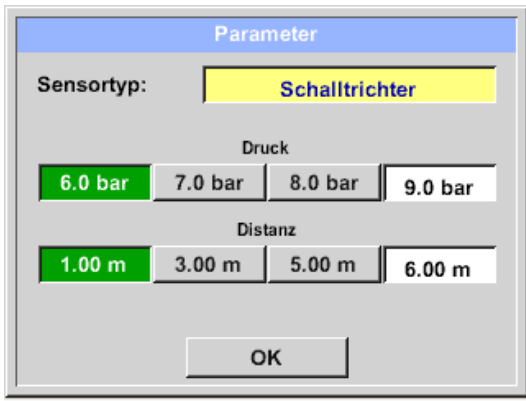 Parameter
Sensortyp: Schalltrichter
Druck
6.0 bar 7.0 bar 8.0 bar 9.0 bar
Distanz
1.00 m 3.00 m 5.00 m 6.00 m
OK